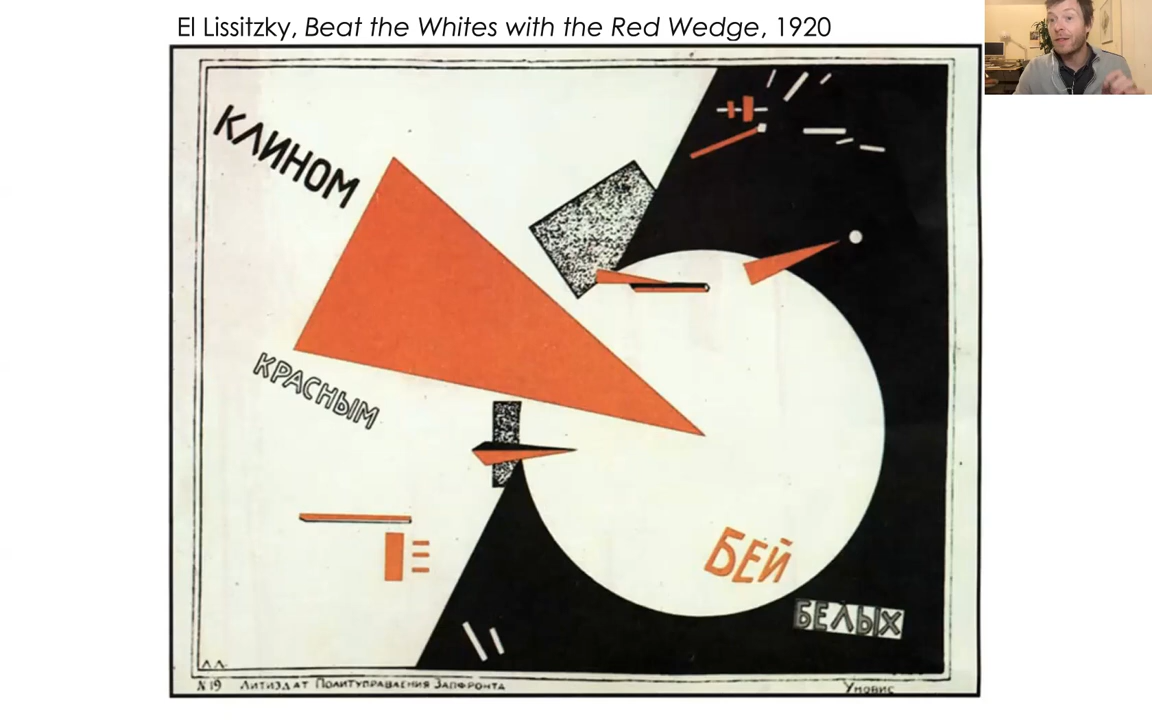 El Lissitzky, Beat the Whites with the Red Wedge, 1920
КЛИНОМ
КРАСНЫМ
БЕЙ
БЕЛЫХ
ЛЛ.
№19 ЛИТИЗДАТ ПОЛИТУПРАВЛЕНИЯ ЗАПФРОНТА
УНОВИС